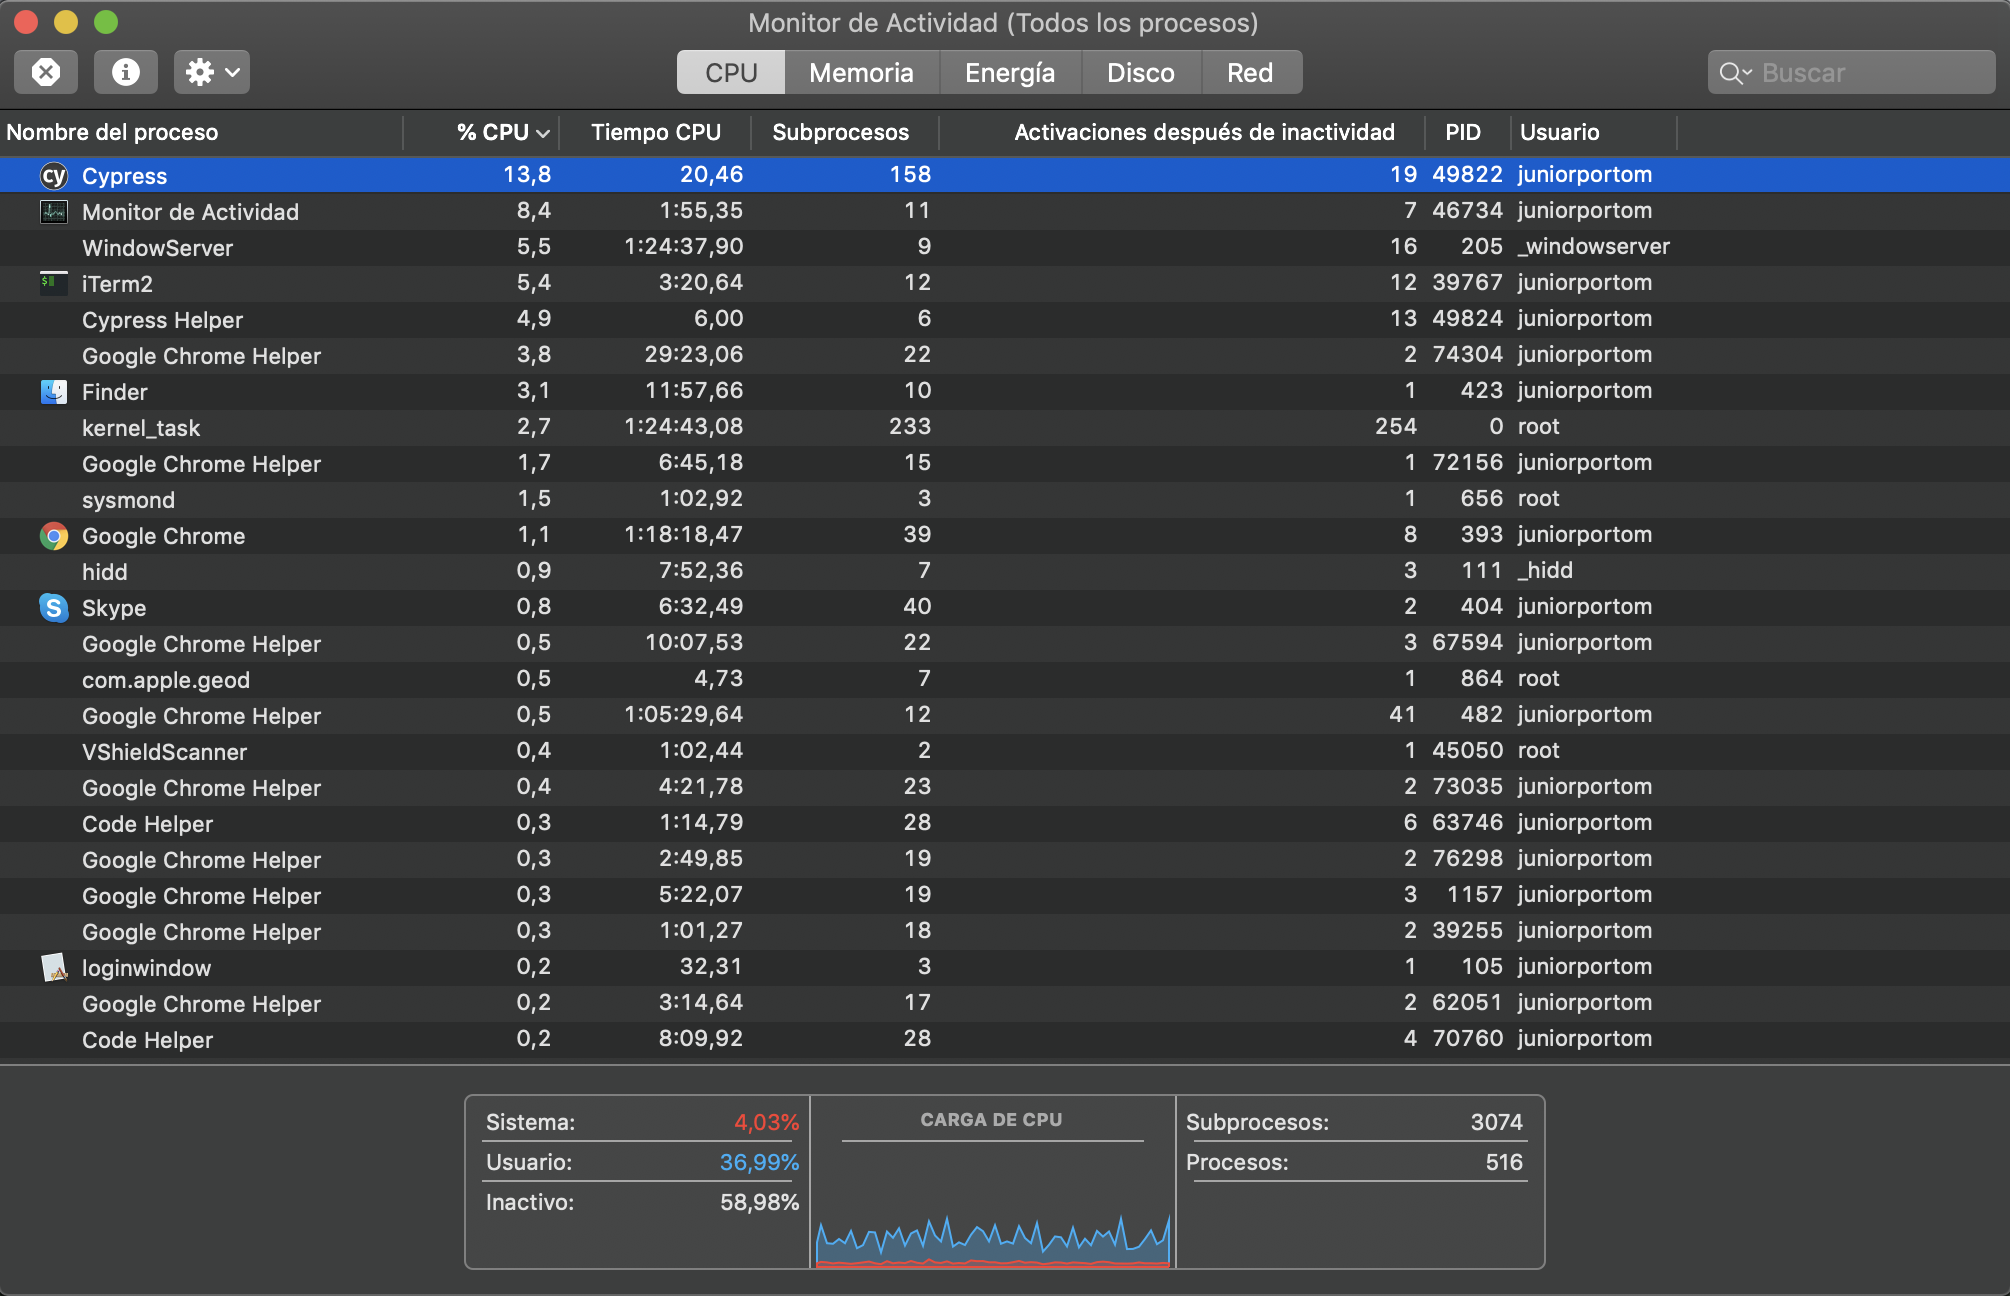 Monitor de Actividad (Todos los procesos)
CPU Memoria Energía Disco Red Buscar
Nombre del proceso % CPU Tiempo CPU Subprocesos Activaciones después de inactividad PID Usuario
cy Cypress 13,8 20,46 158 19 49822 juniorportom
Monitor de Actividad 8,4 1:55,35 11 7 46734 juniorportom
WindowServer 5,5 1:24:37,90 9 16 205 _windowserver
$ iTerm2 5,4 3:20,64 12 12 39767 juniorportom
Cypress Helper 4,9 6,00 6 13 49824 juniorportom
Google Chrome Helper 3,8 29:23,06 22 2 74304 juniorportom
Finder 3,1 11:57,66 10 1 423 juniorportom
kernel_task 2,7 1:24:43,08 233 254 0 root
Google Chrome Helper 1,7 6:45,18 15 1 72156 juniorportom
sysmond 1,5 1:02,92 3 1 656 root
Google Chrome 1,1 1:18:18,47 39 8 393 juniorportom
hidd 0,9 7:52,36 7 3 111 _hidd
S Skype 0,8 6:32,49 40 2 404 juniorportom
Google Chrome Helper 0,5 10:07,53 22 3 67594 juniorportom
com.apple.geod 0,5 4,73 7 1 864 root
Google Chrome Helper 0,5 1:05:29,64 12 41 482 juniorportom
VShieldScanner 0,4 1:02,44 2 1 45050 root
Google Chrome Helper 0,4 4:21,78 23 2 73035 juniorportom
Code Helper 0,3 1:14,79 28 6 63746 juniorportom
Google Chrome Helper 0,3 2:49,85 19 2 76298 juniorportom
Google Chrome Helper 0,3 5:22,07 19 3 1157 juniorportom
Google Chrome Helper 0,3 1:01,27 18 2 39255 juniorportom
loginwindow 0,2 32,31 3 1 105 juniorportom
Google Chrome Helper 0,2 3:14,64 17 2 62051 juniorportom
Code Helper 0,2 8:09,92 28 4 70760 juniorportom
Sistema: 4,03% CARGA DE CPU Subprocesos: 3074
Usuario: 36,99% Procesos: 516
Inactivo: 58,98%